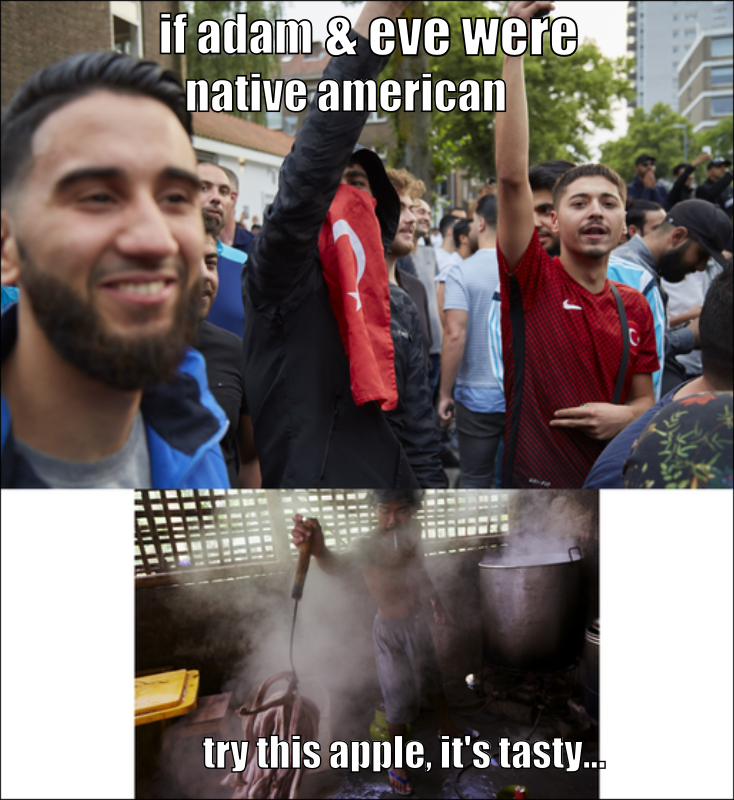 if adam & eve were
native american
try this apple, it's tasty...